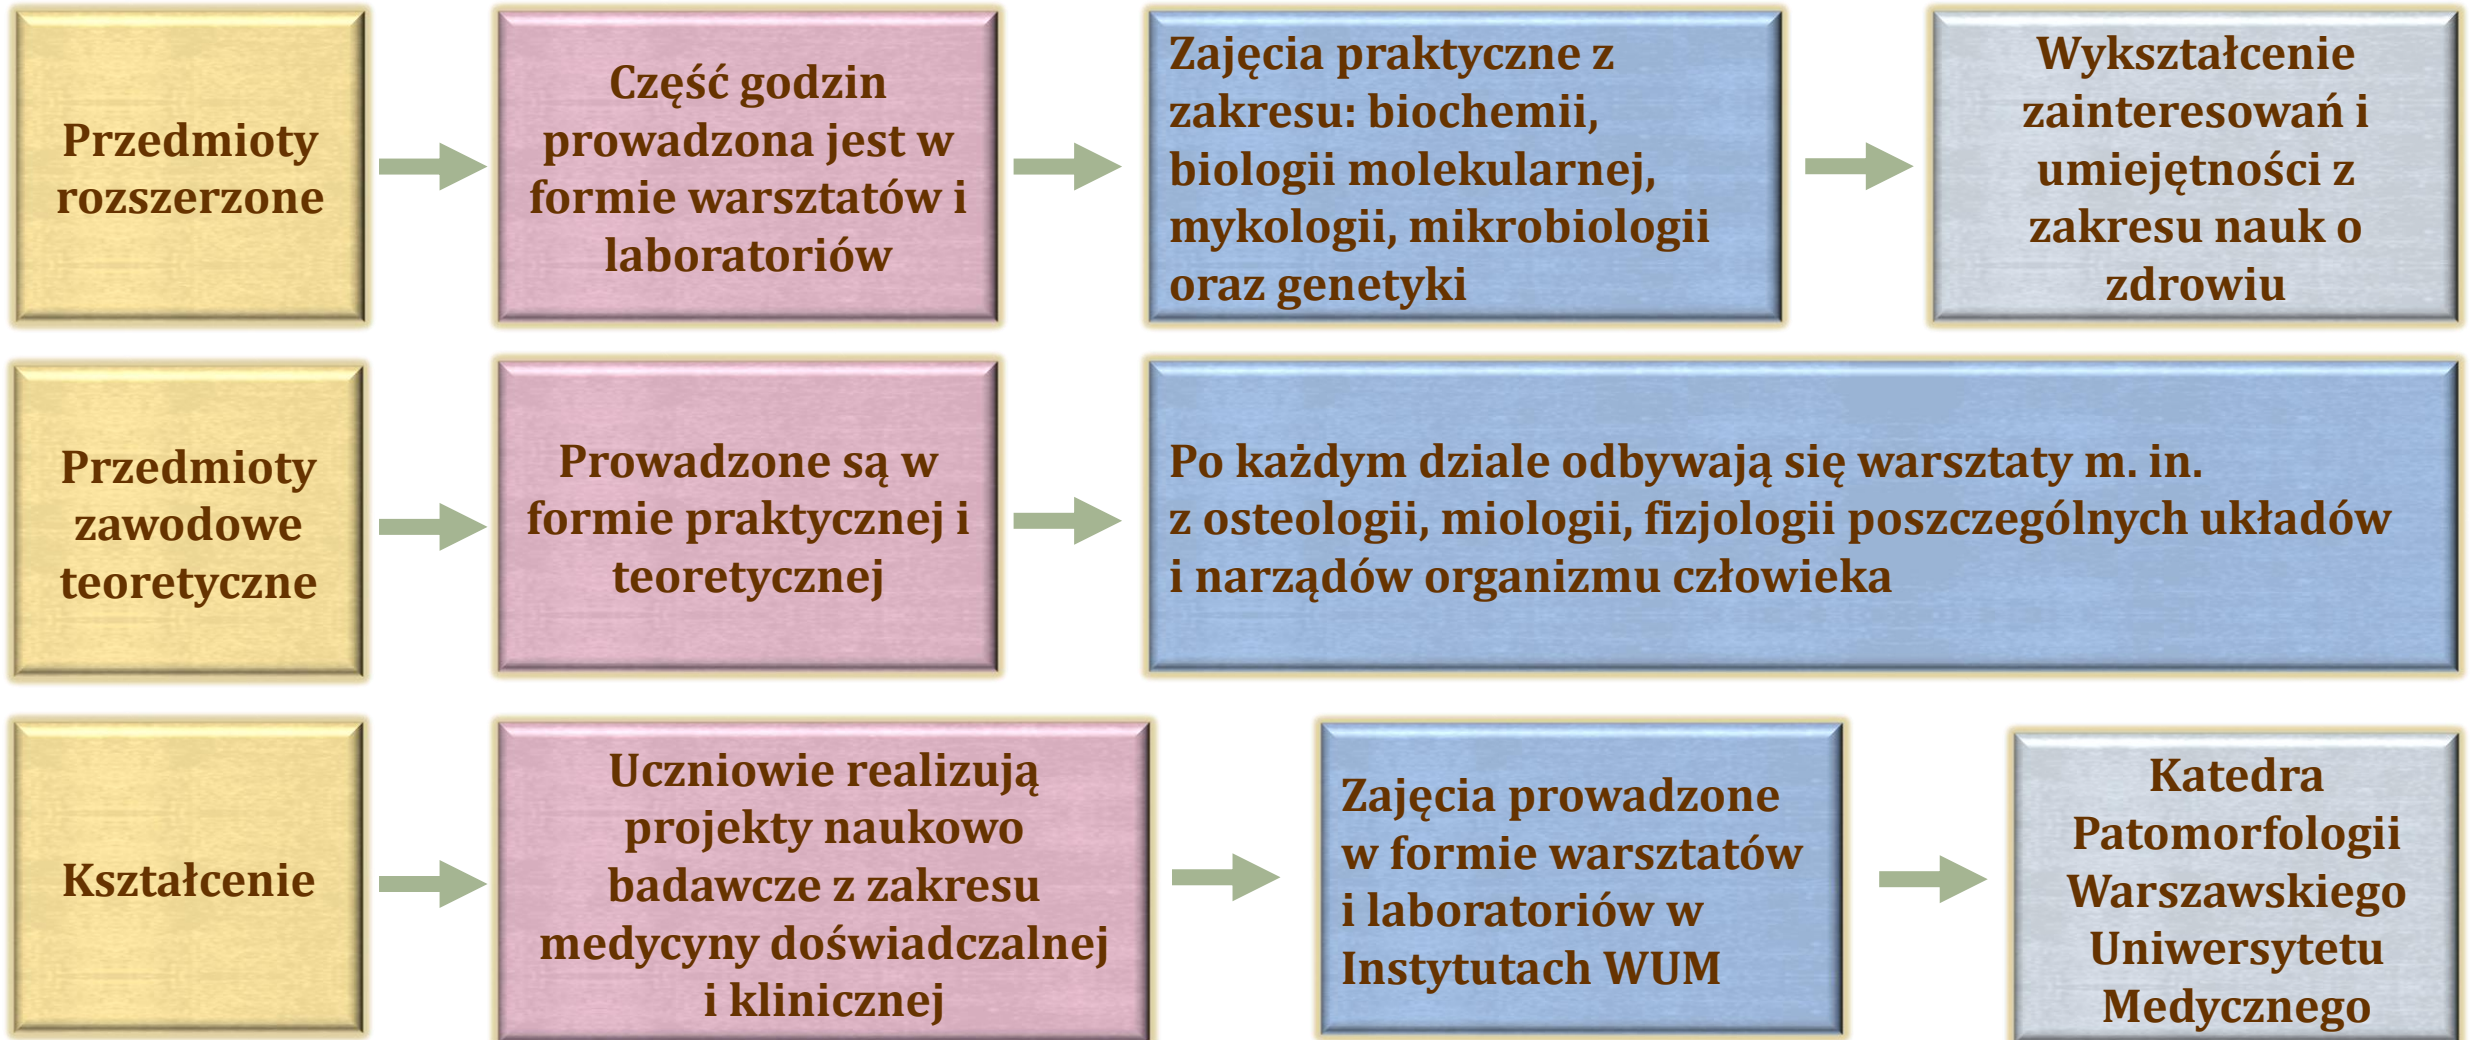 Przedmioty
rozszerzone
Część godzin
prowadzona jest w
formie warsztatów i
laboratoriów
Zajęcia praktyczne z
zakresu: biochemii,
biologii molekularnej,
mykologii, mikrobiologii
oraz genetyki
Wykształcenie
zainteresowań i
umiejętności z
zakresu nauk o
zdrowiu
Przedmioty
zawodowe
teoretyczne
Prowadzone są w
formie praktycznej i
teoretycznej
Po każdym dziale odbywają się warsztaty m. in.
z osteologii, miologii, fizjologii poszczególnych układów
i narządów organizmu człowieka
Kształcenie
Uczniowie realizują
projekty naukowo
badawcze z zakresu
medycyny doświadczalnej
i klinicznej
Zajęcia prowadzone
w formie warsztatów
i laboratoriów w
Instytutach WUM
Katedra
Patomorfologii
Warszawskiego
Uniwersytetu
Medycznego